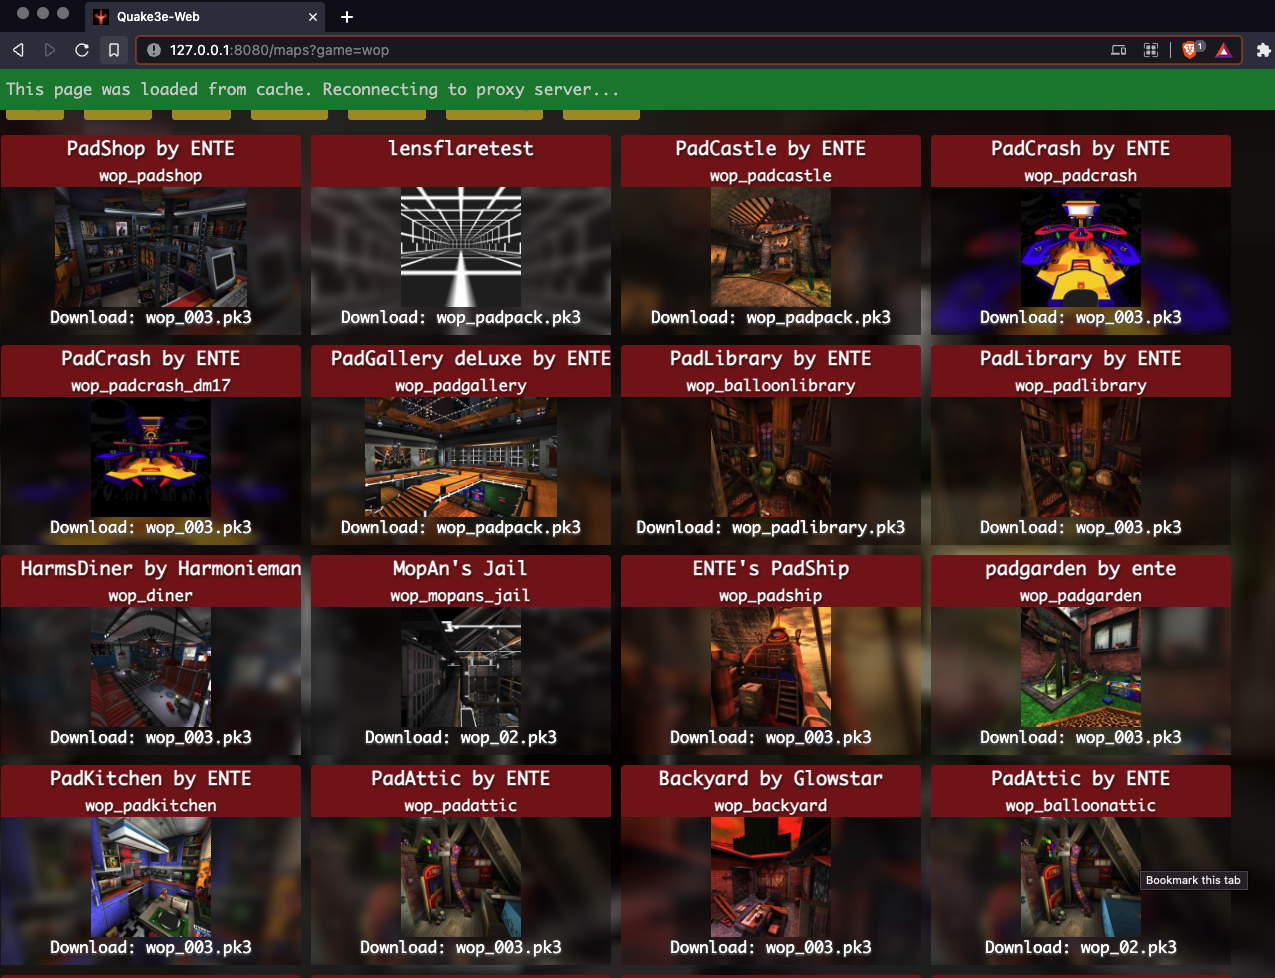 Quake3e-Web
127.0.0.1:8080/maps?game=wop
1
This page was loaded from cache. Reconnecting to proxy server...
PadShop by ENTE
wop_padshop
Download: wop_003.pk3
lensflaretest
Download: wop_padpack.pk3
PadCastle by ENTE
wop_padcastle
Download: wop_padpack.pk3
PadCrash by ENTE
wop_padcrash
Download: wop_003.pk3
PadCrash by ENTE
wop_padcrash_dm17
Download: wop_003.pk3
PadGallery deLuxe by ENTE
wop_padgallery
Download: wop_padpack.pk3
PadLibrary by ENTE
wop_balloonlibrary
Download: wop_padlibrary.pk3
PadLibrary by ENTE
wop_padlibrary
Download: wop_003.pk3
HarmsDiner by Harmonieman
wop_diner
Download: wop_003.pk3
MopAn's Jail
wop_mopans_jail
Download: wop_02.pk3
ENTE's PadShip
wop_padship
Download: wop_003.pk3
padgarden by ente
wop_padgarden
Download: wop_003.pk3
PadKitchen by ENTE
wop_padkitchen
Download: wop_003.pk3
PadAttic by ENTE
wop_padattic
Download: wop_003.pk3
Backyard by Glowstar
wop_backyard
Download: wop_003.pk3
PadAttic by ENTE
wop_balloonattic
Bookmark this tab
Download: wop_02.pk3